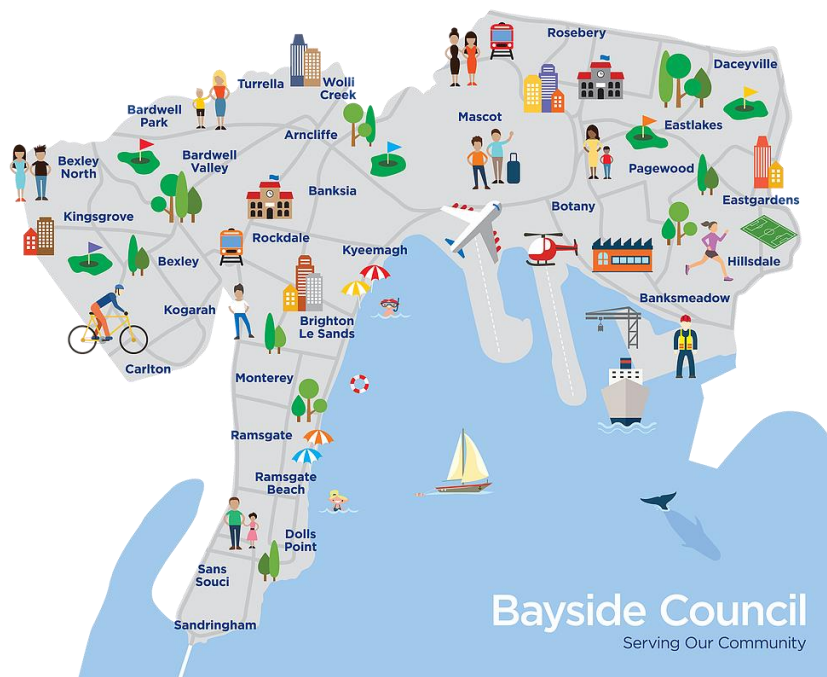 Rosebery
Daceyville
Turrella
Wolli
Creek
Bardwell
Park
Mascot
Arncliffe
Eastlakes
Bexley
North
Bardwell
Valley
Pagewood
Banksia
Eastgardens
Kingsgrove
Botany
Rockdale
Kyeemagh
Bexley
Hillsdale
Banksmeadow
Kogarah
Brighton
Le Sands
Carlton
Monterey
Ramsgate
Ramsgate
Beach
Dolls
Point
Sans
Souci
Sandringham
Bayside Council
Serving Our Community